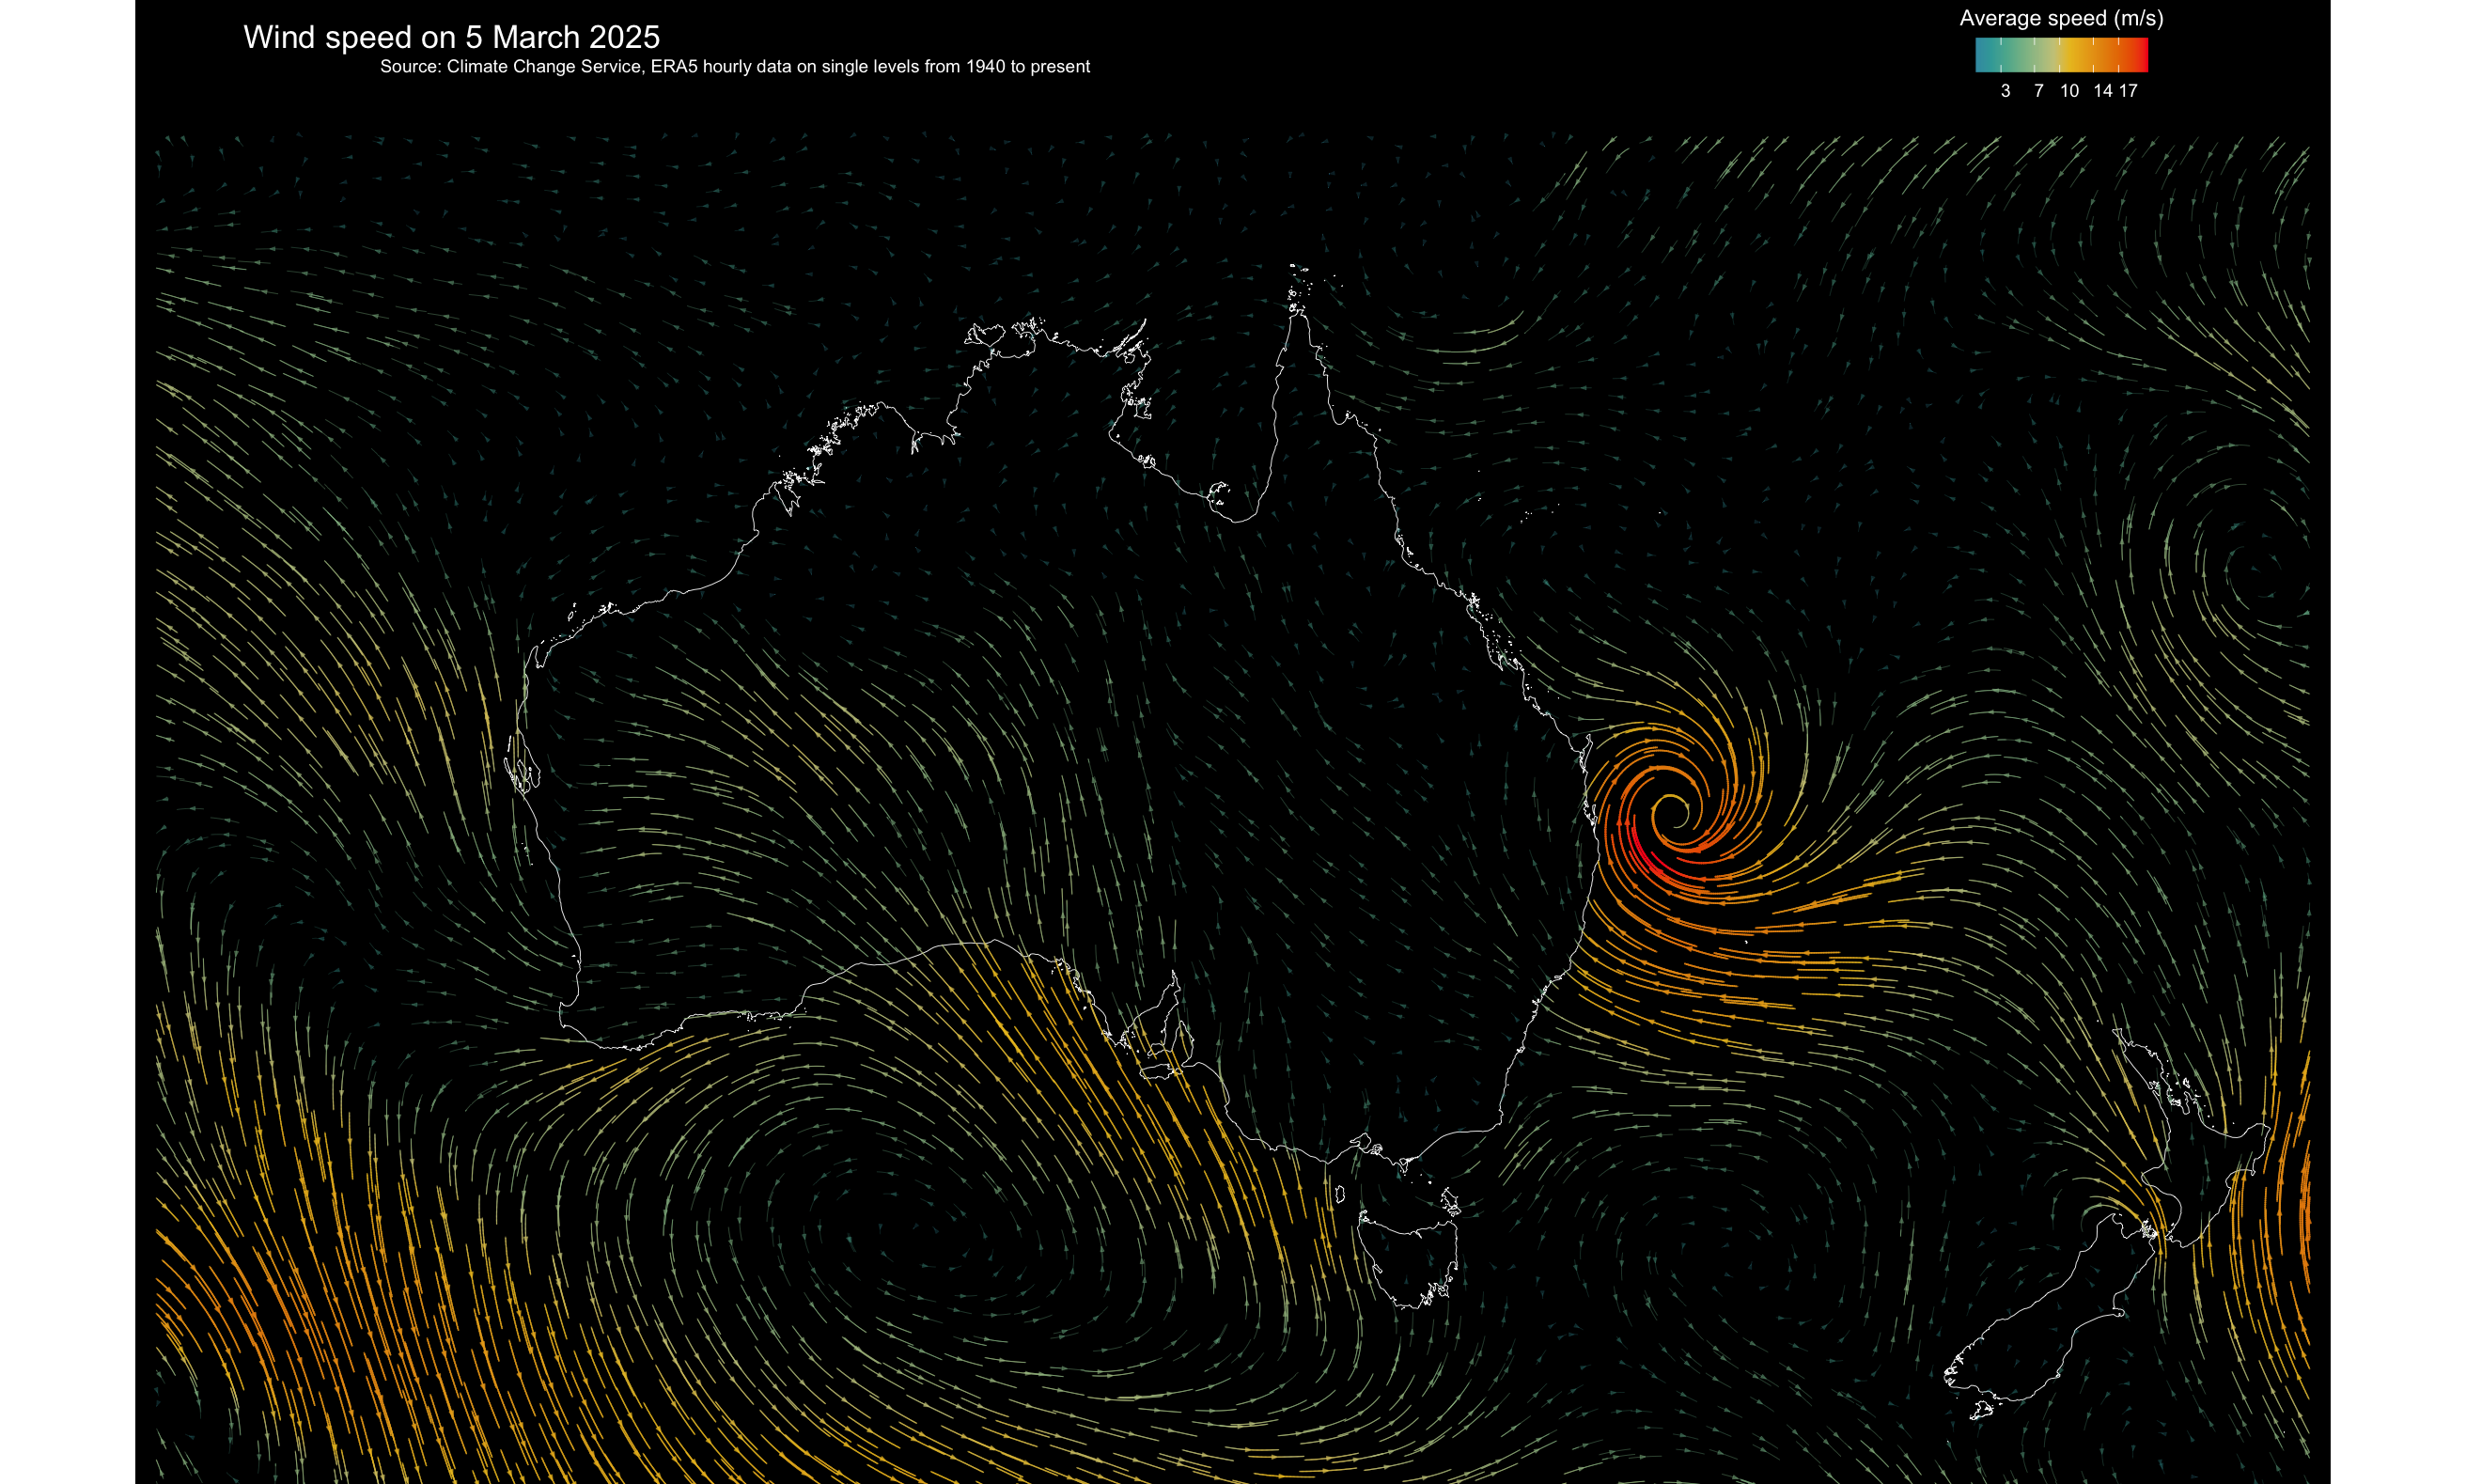 Wind speed on 5 March 2025
Source: Climate Change Service, ERA5 hourly data on single levels from 1940 to present
Average speed (m/s)
3 7 10 14 17